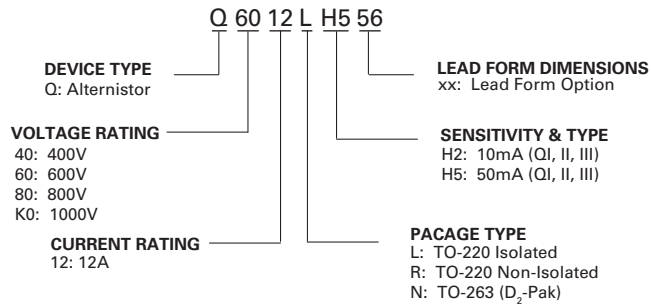 Q 60 12 L H5 56
DEVICE TYPE
Q: Alternistor
VOLTAGE RATING
40: 400V
60: 600V
80: 800V
K0: 1000V
CURRENT RATING
12: 12A
LEAD FORM DIMENSIONS
xx: Lead Form Option
SENSITIVITY & TYPE
H2: 10mA (QI, II, III)
H5: 50mA (QI, II, III)
PACAGE TYPE
L: TO-220 Isolated
R: TO-220 Non-Isolated
N: TO-263 (D₂-Pak)